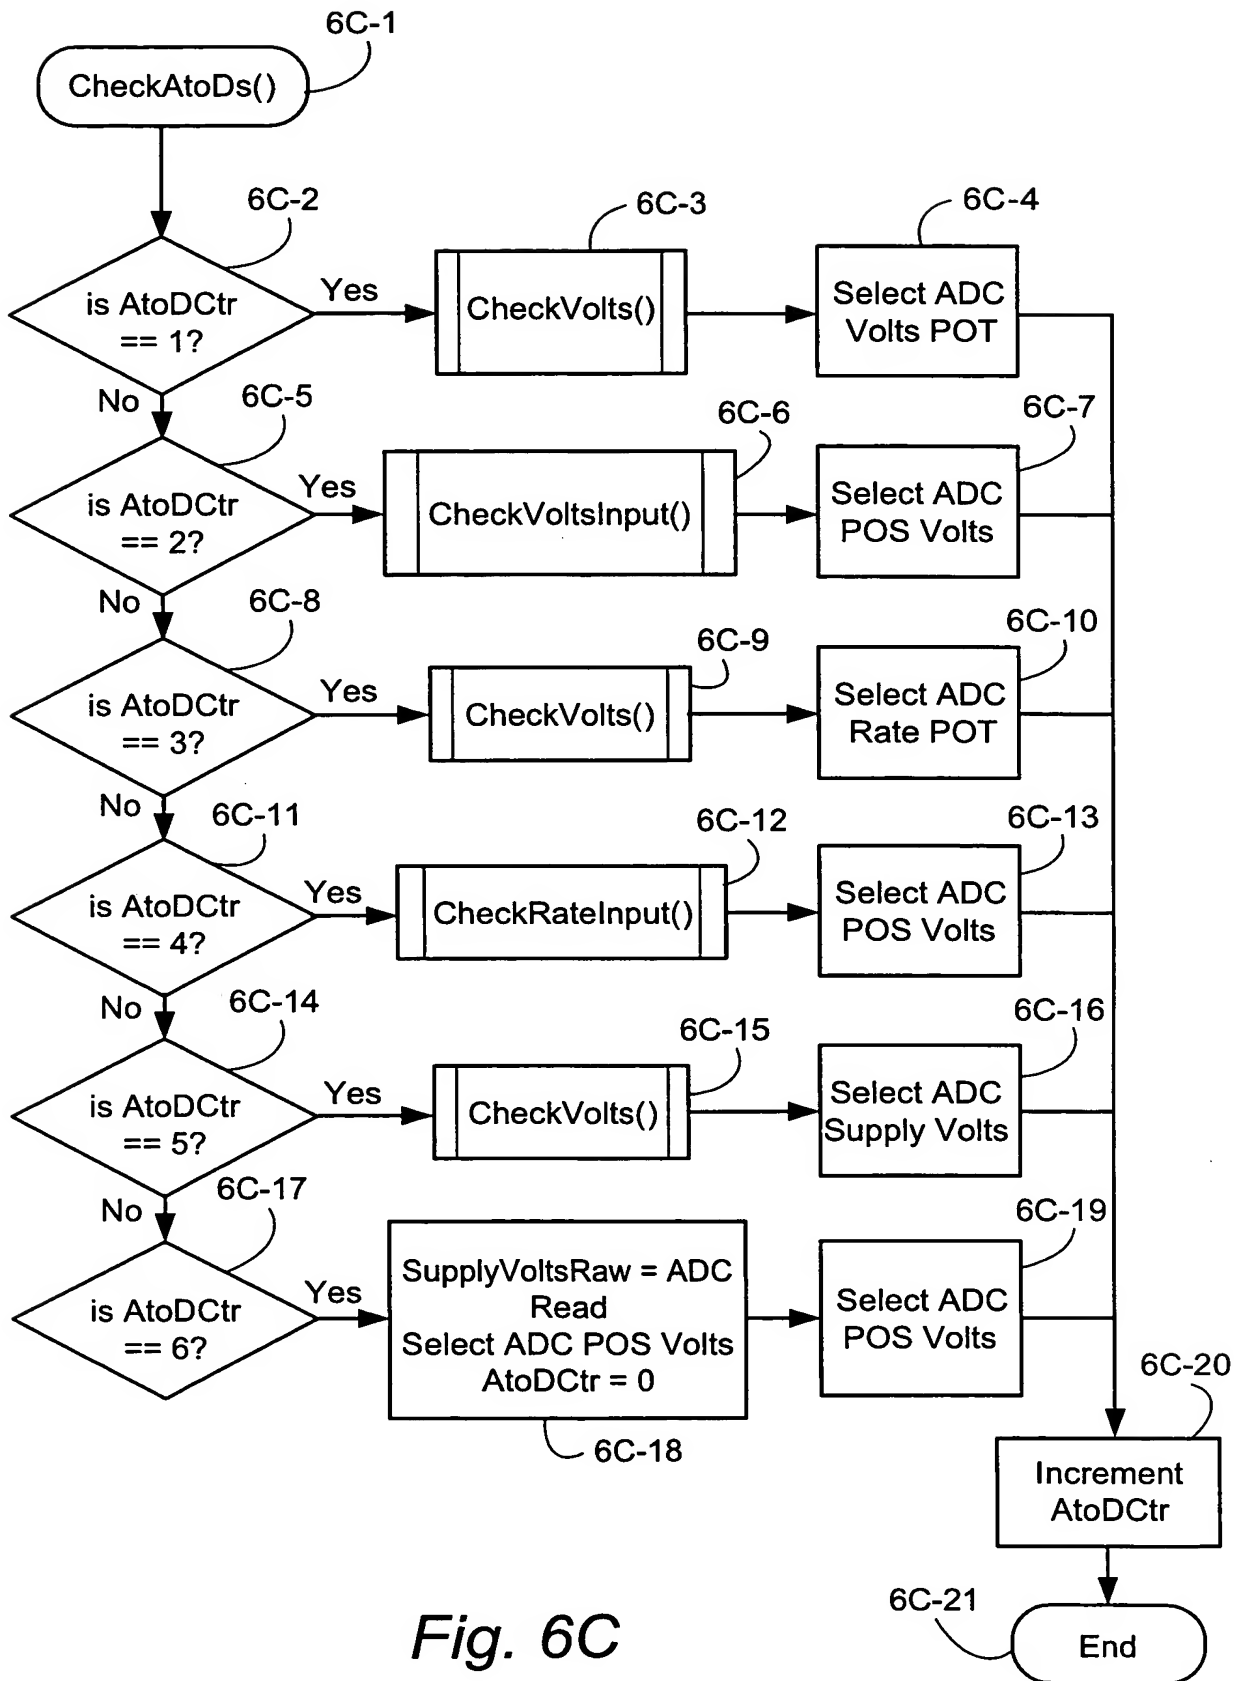 6C-1
CheckAtoDs()
6C-2
6C-3
6C-4
is AtoDCtr
== 1?
Yes
CheckVolts()
Select ADC
Volts POT
No
6C-5
6C-6
6C-7
is AtoDCtr
== 2?
Yes
CheckVoltsInput()
Select ADC
POS Volts
No
6C-8
6C-9
6C-10
is AtoDCtr
== 3?
Yes
CheckVolts()
Select ADC
Rate POT
No
6C-11
6C-12
6C-13
is AtoDCtr
== 4?
Yes
CheckRateInput()
Select ADC
POS Volts
No
6C-14
6C-15
6C-16
is AtoDCtr
== 5?
Yes
CheckVolts()
Select ADC
Supply Volts
No
6C-17
6C-19
is AtoDCtr
== 6?
Yes
SupplyVoltsRaw = ADC
Read
Select ADC POS Volts
AtoDCtr = 0
Select ADC
POS Volts
6C-18
6C-20
Increment
AtoDCtr
6C-21
End
Fig. 6C